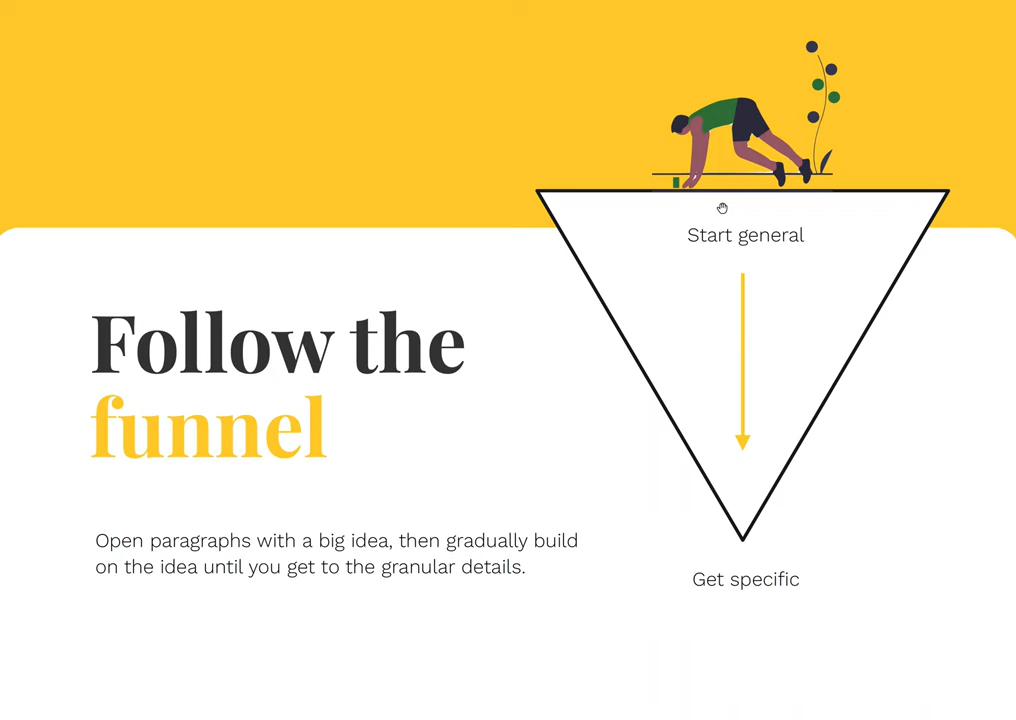 Follow the
funnel
Open paragraphs with a big idea, then gradually build
on the idea until you get to the granular details.
Start general
Get specific